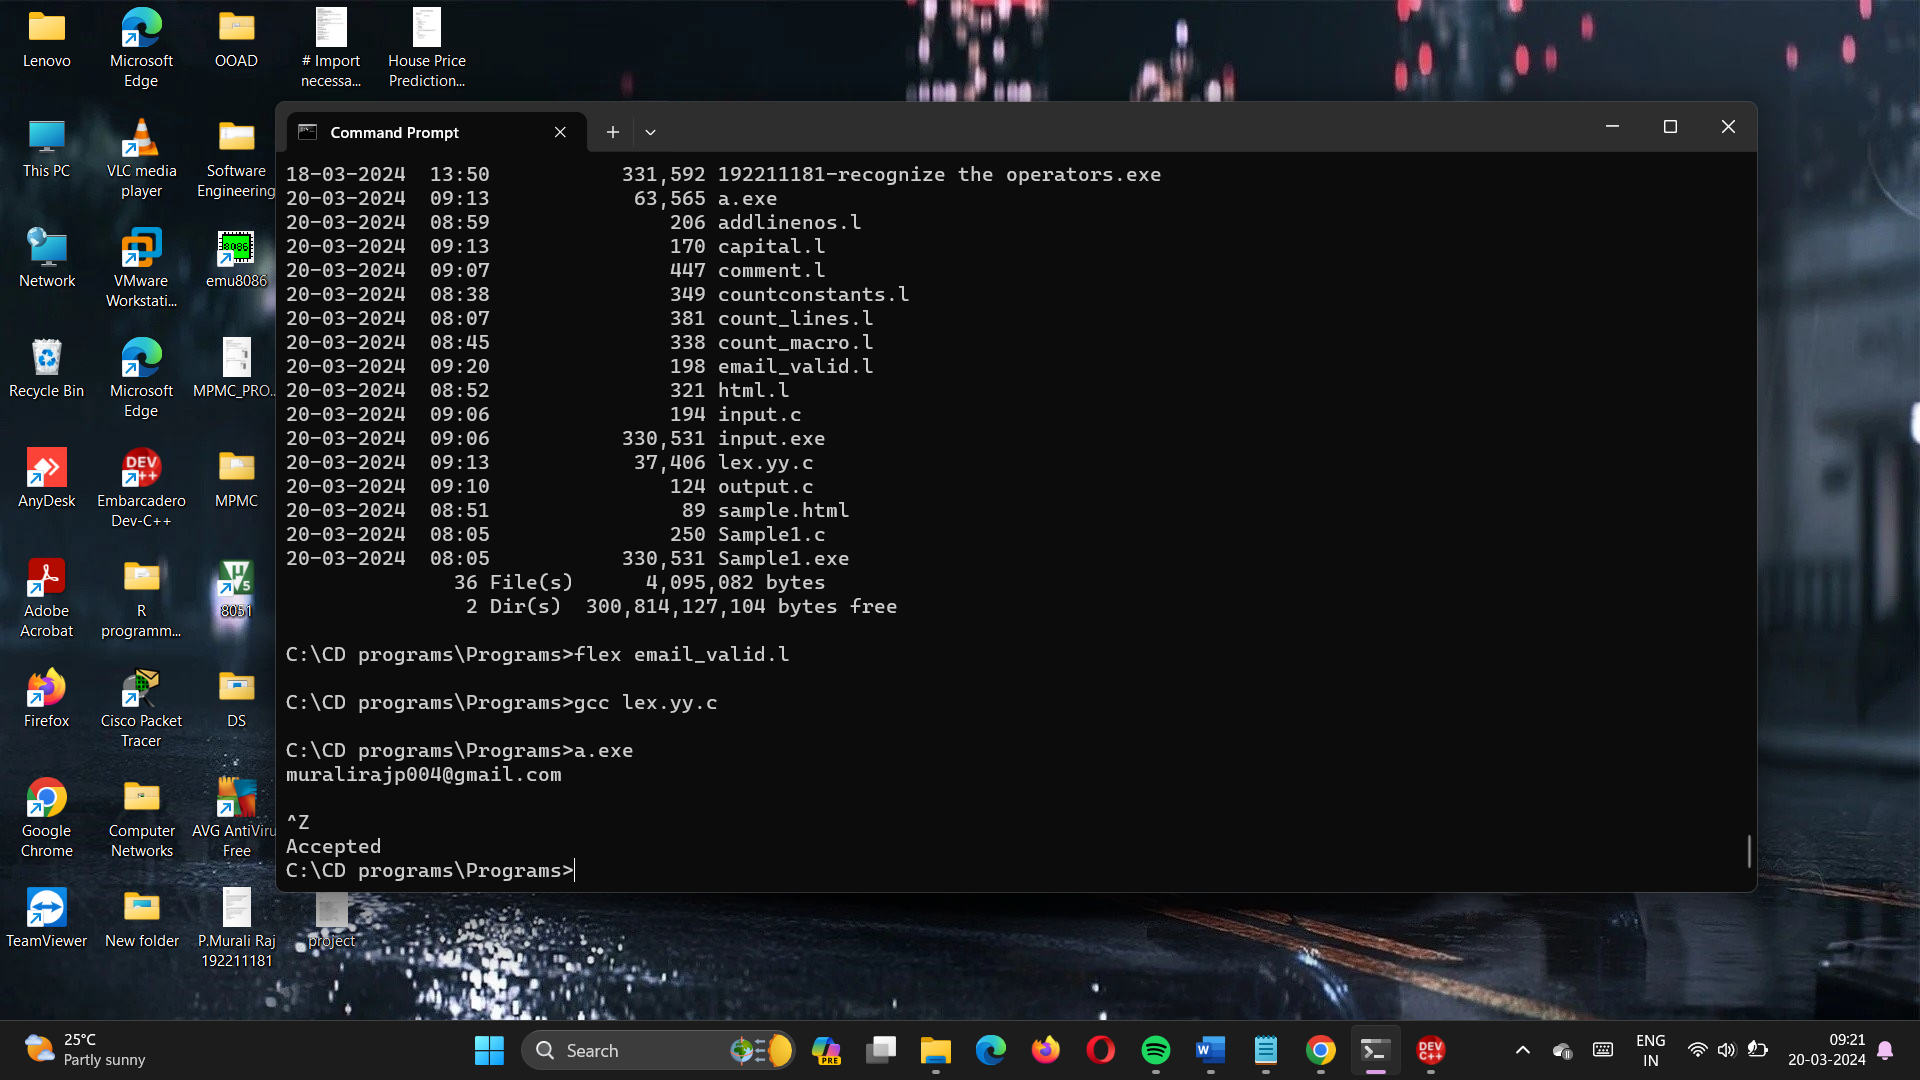 Lenovo
Microsoft
Edge
OOAD
# Import
necessa...
House Price
Prediction...
This PC
VLC media
player
Software
Engineering
Network
VMware
Workstati...
8086
emu8086
Recycle Bin
Microsoft
Edge
MPMC_PRO...
AnyDesk
DEV
C++
Embarcadero
Dev-C++
MPMC
Adobe
Acrobat
R
programm...
8051
Firefox
Cisco Packet
Tracer
DS
Google
Chrome
Computer
Networks
AVG AntiViru
Free
TeamViewer
New folder
P.Murali Raj
192211181
project
Command Prompt
18-03-2024  13:50           331,592 192211181-recognize the operators.exe
20-03-2024  09:13            63,565 a.exe
20-03-2024  08:59               206 addlinenos.l
20-03-2024  09:13               170 capital.l
20-03-2024  09:07               447 comment.l
20-03-2024  08:38               349 countconstants.l
20-03-2024  08:07               381 count_lines.l
20-03-2024  08:45               338 count_macro.l
20-03-2024  09:20               198 email_valid.l
20-03-2024  08:52               321 html.l
20-03-2024  09:06               194 input.c
20-03-2024  09:06           330,531 input.exe
20-03-2024  09:13            37,406 lex.yy.c
20-03-2024  09:10               124 output.c
20-03-2024  08:51                89 sample.html
20-03-2024  08:05               250 Sample1.c
20-03-2024  08:05           330,531 Sample1.exe
36 File(s)      4,095,082 bytes
2 Dir(s)  300,814,127,104 bytes free
C:\CD programs\Programs>flex email_valid.l
C:\CD programs\Programs>gcc lex.yy.c
C:\CD programs\Programs>a.exe
muralirajp004@gmail.com
^Z
Accepted
C:\CD programs\Programs>
25°C
Partly sunny
Search
PRE
DEV
C++
ENG
IN
09:21
20-03-2024